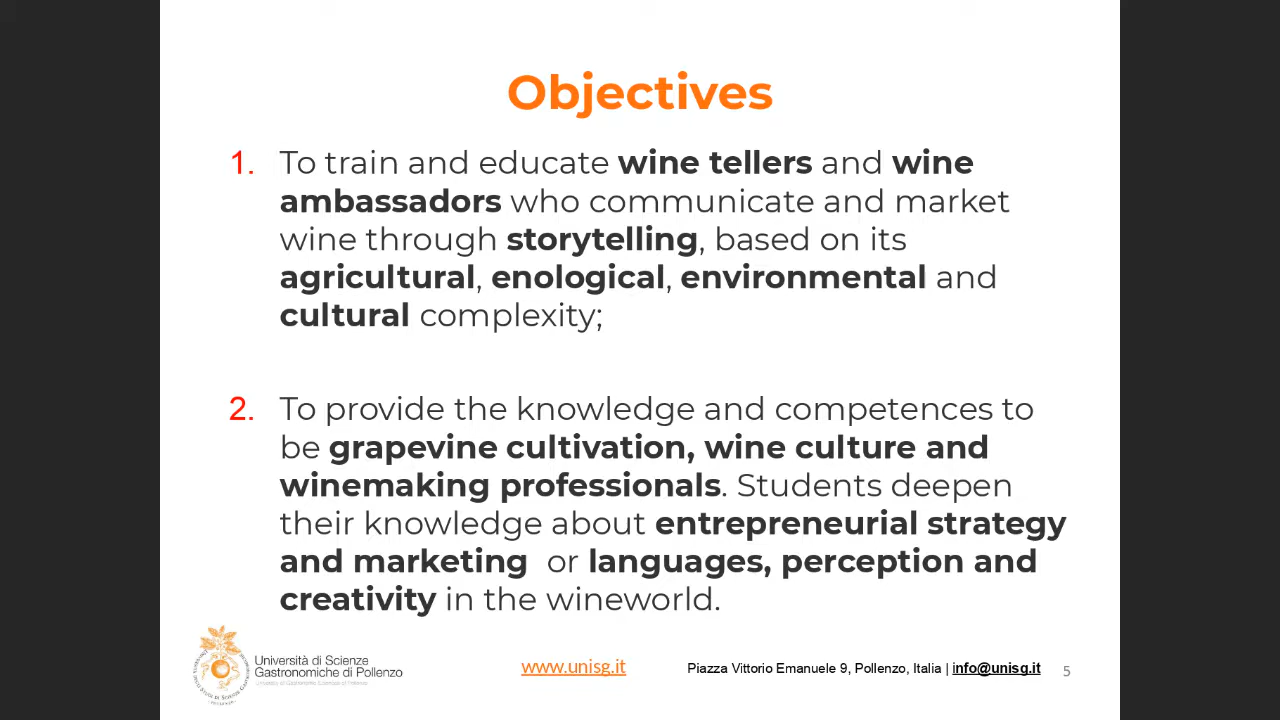 Objectives
1. To train and educate wine tellers and wine
ambassadors who communicate and market
wine through storytelling, based on its
agricultural, enological, environmental and
cultural complexity;
2. To provide the knowledge and competences to
be grapevine cultivation, wine culture and
winemaking professionals. Students deepen
their knowledge about entrepreneurial strategy
and marketing or languages, perception and
creativity in the wineworld.
Università di Scienze
Gastronomiche di Pollenzo
www.unisg.it
Piazza Vittorio Emanuele 9, Pollenzo, Italia | info@unisg.it
5